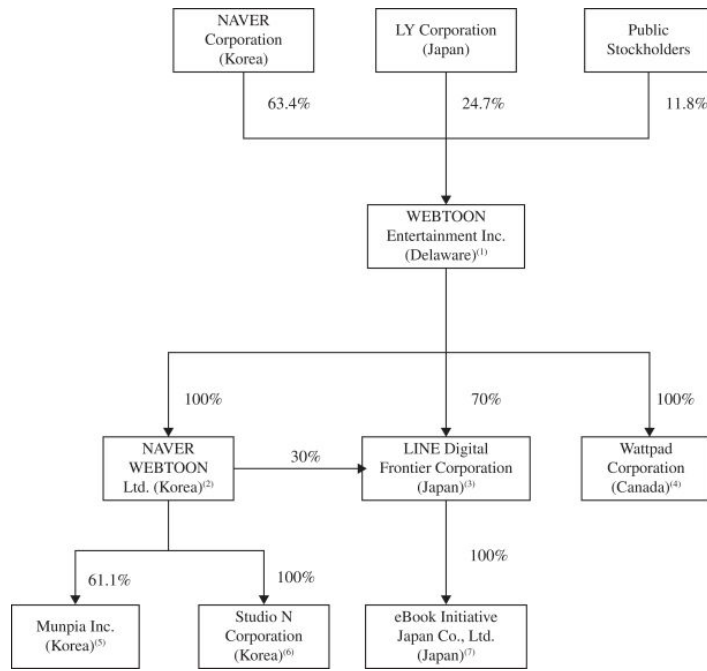 NAVER
Corporation
(Korea)
LY Corporation
(Japan)
Public
Stockholders
63.4%
24.7%
11.8%
WEBTOON
Entertainment Inc.
(Delaware)(1)
100%
70%
100%
NAVER
WEBTOON
Ltd. (Korea)(2)
30%
LINE Digital
Frontier Corporation
(Japan)(3)
Wattpad
Corporation
(Canada)(4)
61.1%
100%
100%
Munpia Inc.
(Korea)(5)
Studio N
Corporation
(Korea)(6)
eBook Initiative
Japan Co., Ltd.
(Japan)(7)